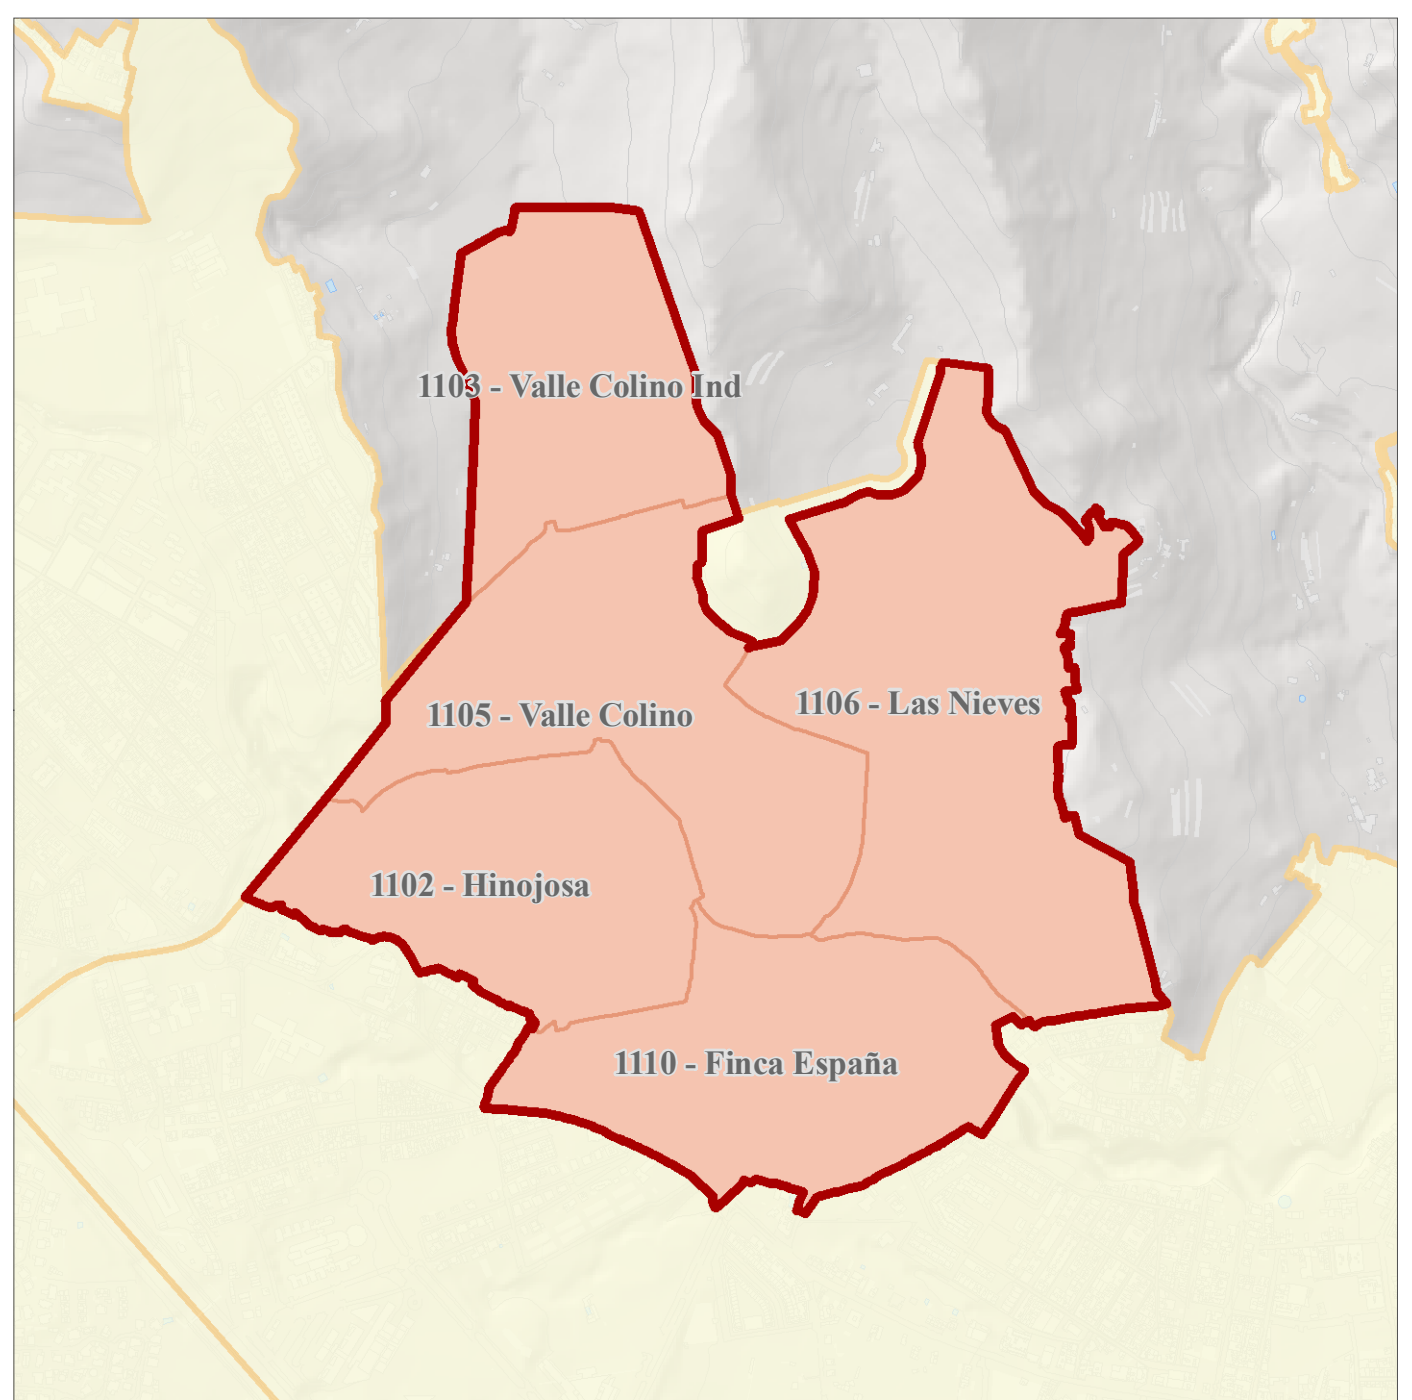 1103 - Valle Colino Ind
1106 - Las Nieves
1105 - Valle Colino
1102 - Hinojosa
1110 - Finca España